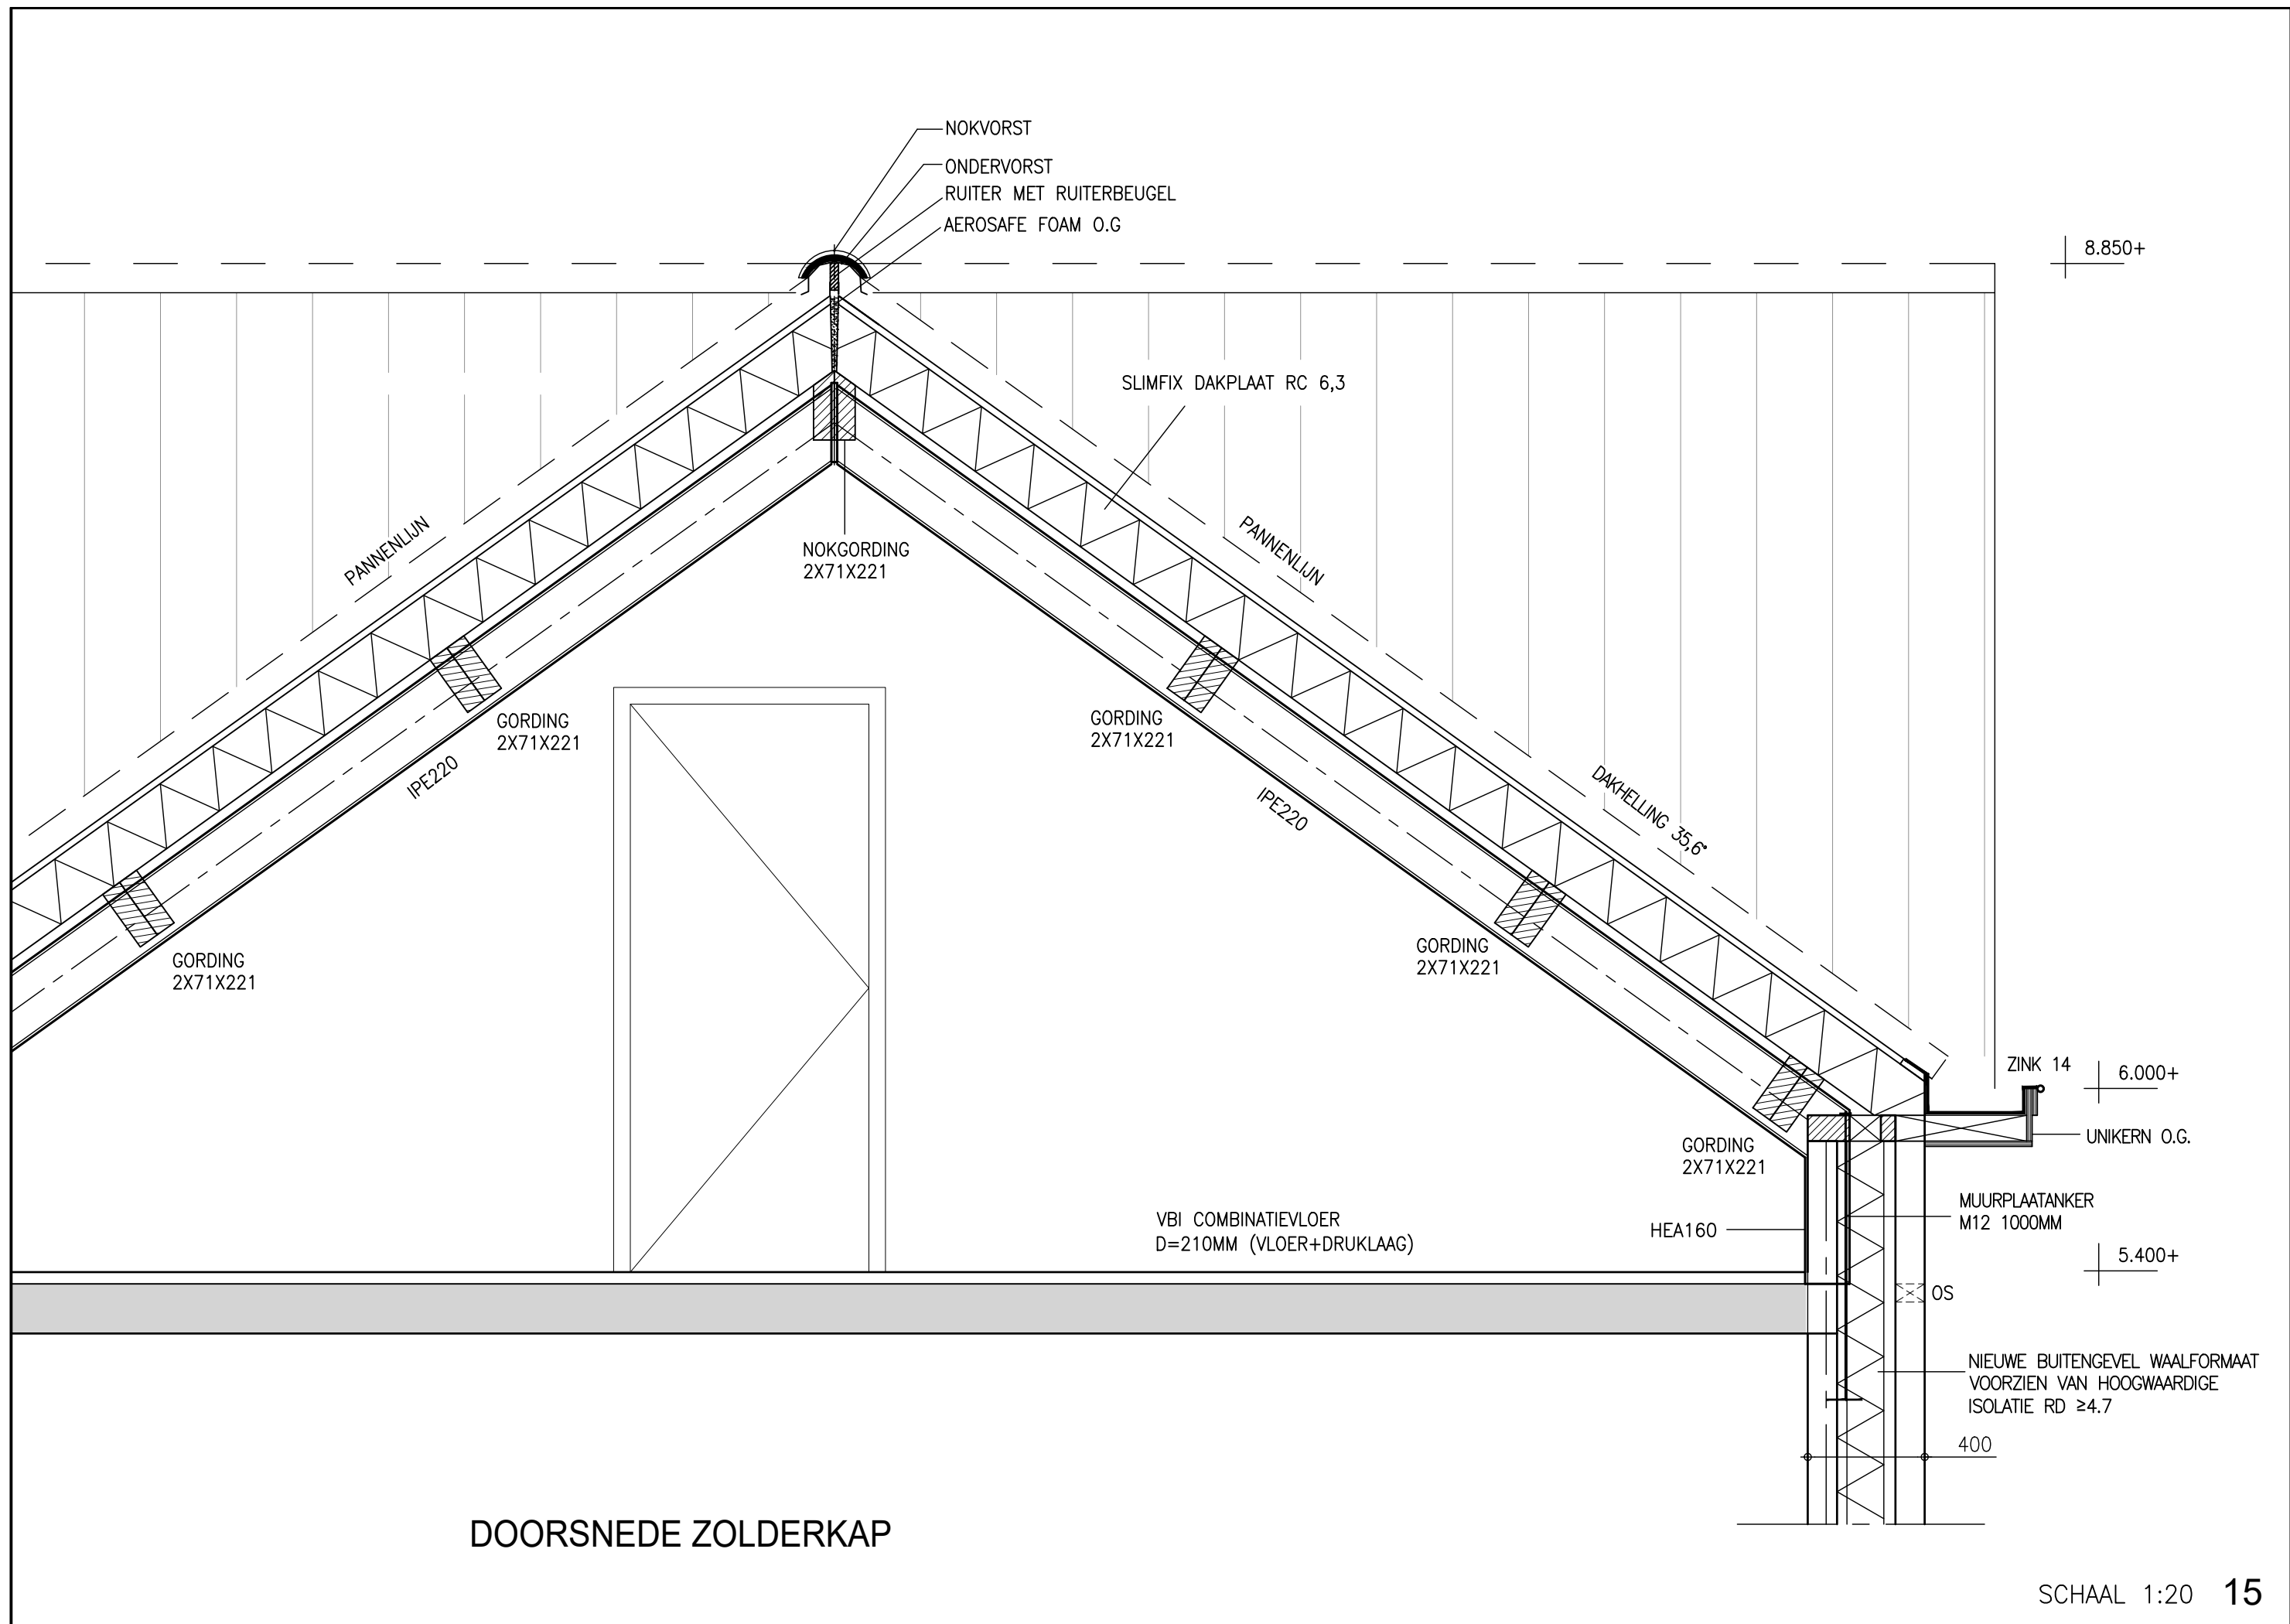 NOKVORST
ONDERVORST
RUITER MET RUITERBEUGEL
AEROSAFE FOAM O.G
8.850+
SLIMFIX DAKPLAAT RC 6,3
PANNENLIJN
PANNENLIJN
NOKGORDING
2X71X221
GORDING
2X71X221
GORDING
2X71X221
IPE220
IPE220
DAKHELLING 35,6°
GORDING
2X71X221
GORDING
2X71X221
ZINK 14
6.000+
UNIKERN O.G.
GORDING
2X71X221
MUURPLAATANKER
M12 1000MM
HEA160
VBI COMBINATIEVLOER
D=210MM (VLOER+DRUKLAAG)
5.400+
OS
NIEUWE BUITENGEVEL WAALFORMAAT
VOORZIEN VAN HOOGWAARDIGE
ISOLATIE RD ≥4.7
400
DOORSNEDE ZOLDERKAP
SCHAAL 1:20 15